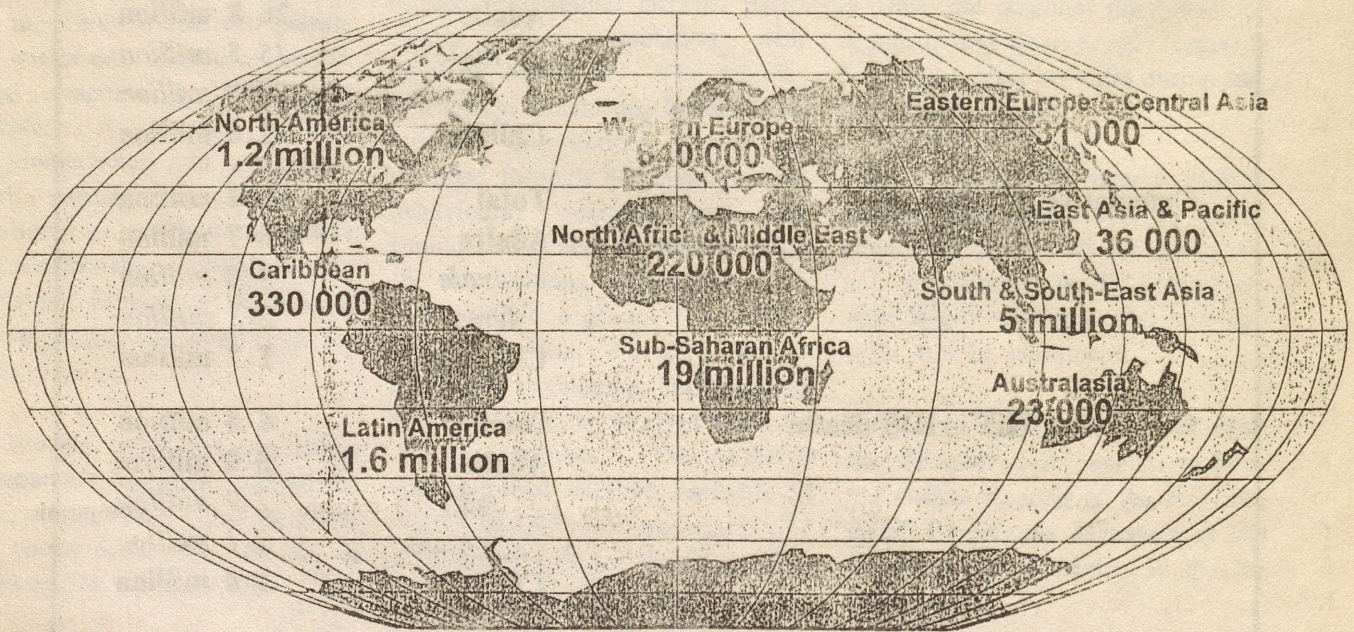 North America
1.2 million
Western Europe
Eastern Europe & Central Asia
31 000
North Africa & Middle East
220 000
East Asia & Pacific
36 000
Caribbean
330 000
South & South-East Asia
5 million
Sub-Saharan Africa
19 million
Australasia
23 000
Latin America
1.6 million